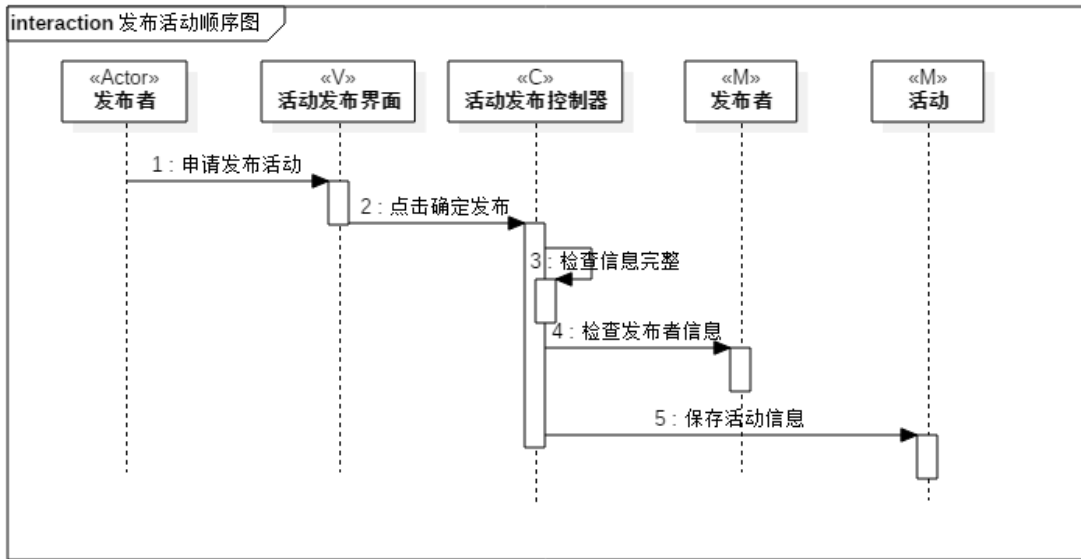 interaction 发布活动顺序图
«Actor»
发布者
«V»
活动发布界面
«C»
活动发布控制器
«M»
发布者
«M»
活动
1 : 申请发布活动
2 : 点击确定发布
3 : 检查信息完整
4 : 检查发布者信息
5 : 保存活动信息